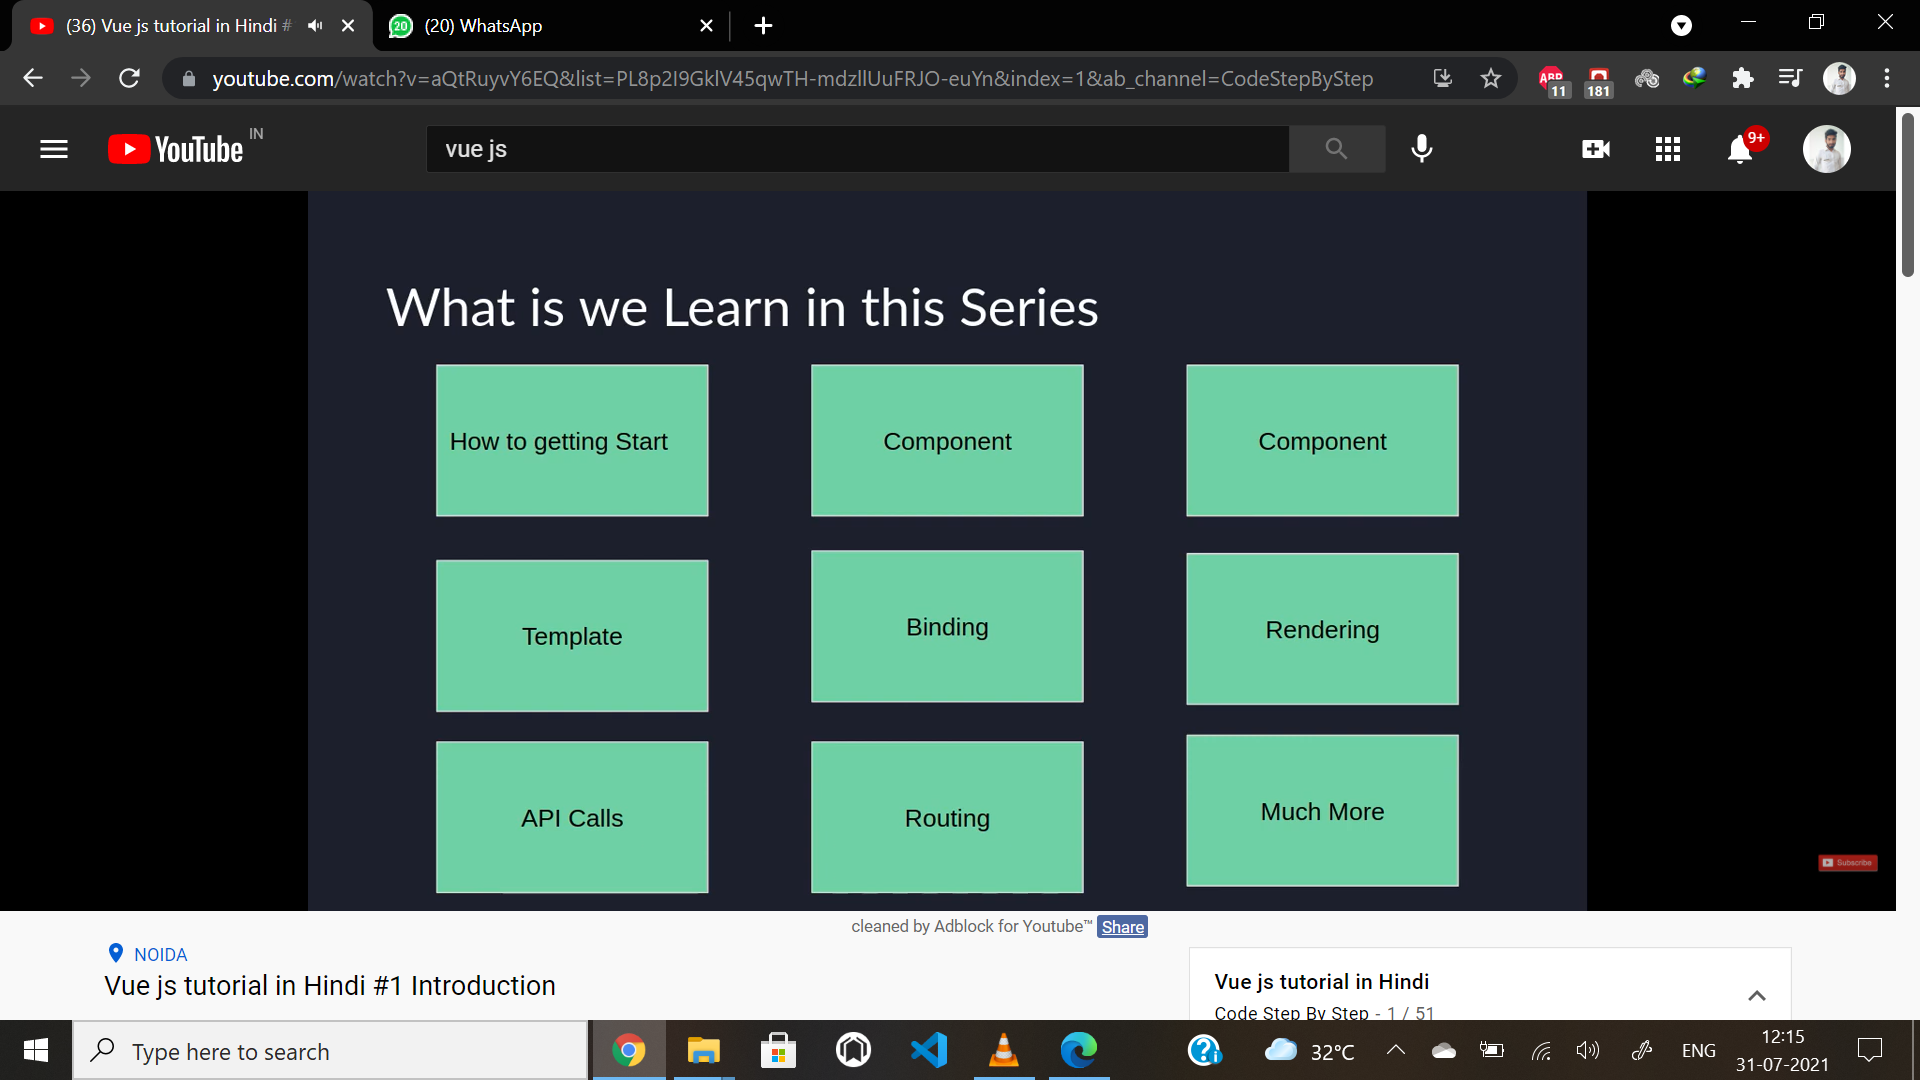 (36) Vue js tutorial in Hindi #
20
(20) WhatsApp
youtube.com/watch?v=aQtRuyvY6EQ&list=PL8p2I9GklV45qwTH-mdzllUuFRJO-euYn&index=1&ab_channel=CodeStepByStep
ABP
11
181
YouTube IN
vue js
9+
What is we Learn in this Series
How to getting Start
Component
Component
Template
Binding
Rendering
API Calls
Routing
Much More
Subscribe
cleaned by Adblock for Youtube™ Share
NOIDA
Vue js tutorial in Hindi #1 Introduction
Vue js tutorial in Hindi
Code Step By Step - 1 / 51
Type here to search
32°C
ENG
12:15
31-07-2021